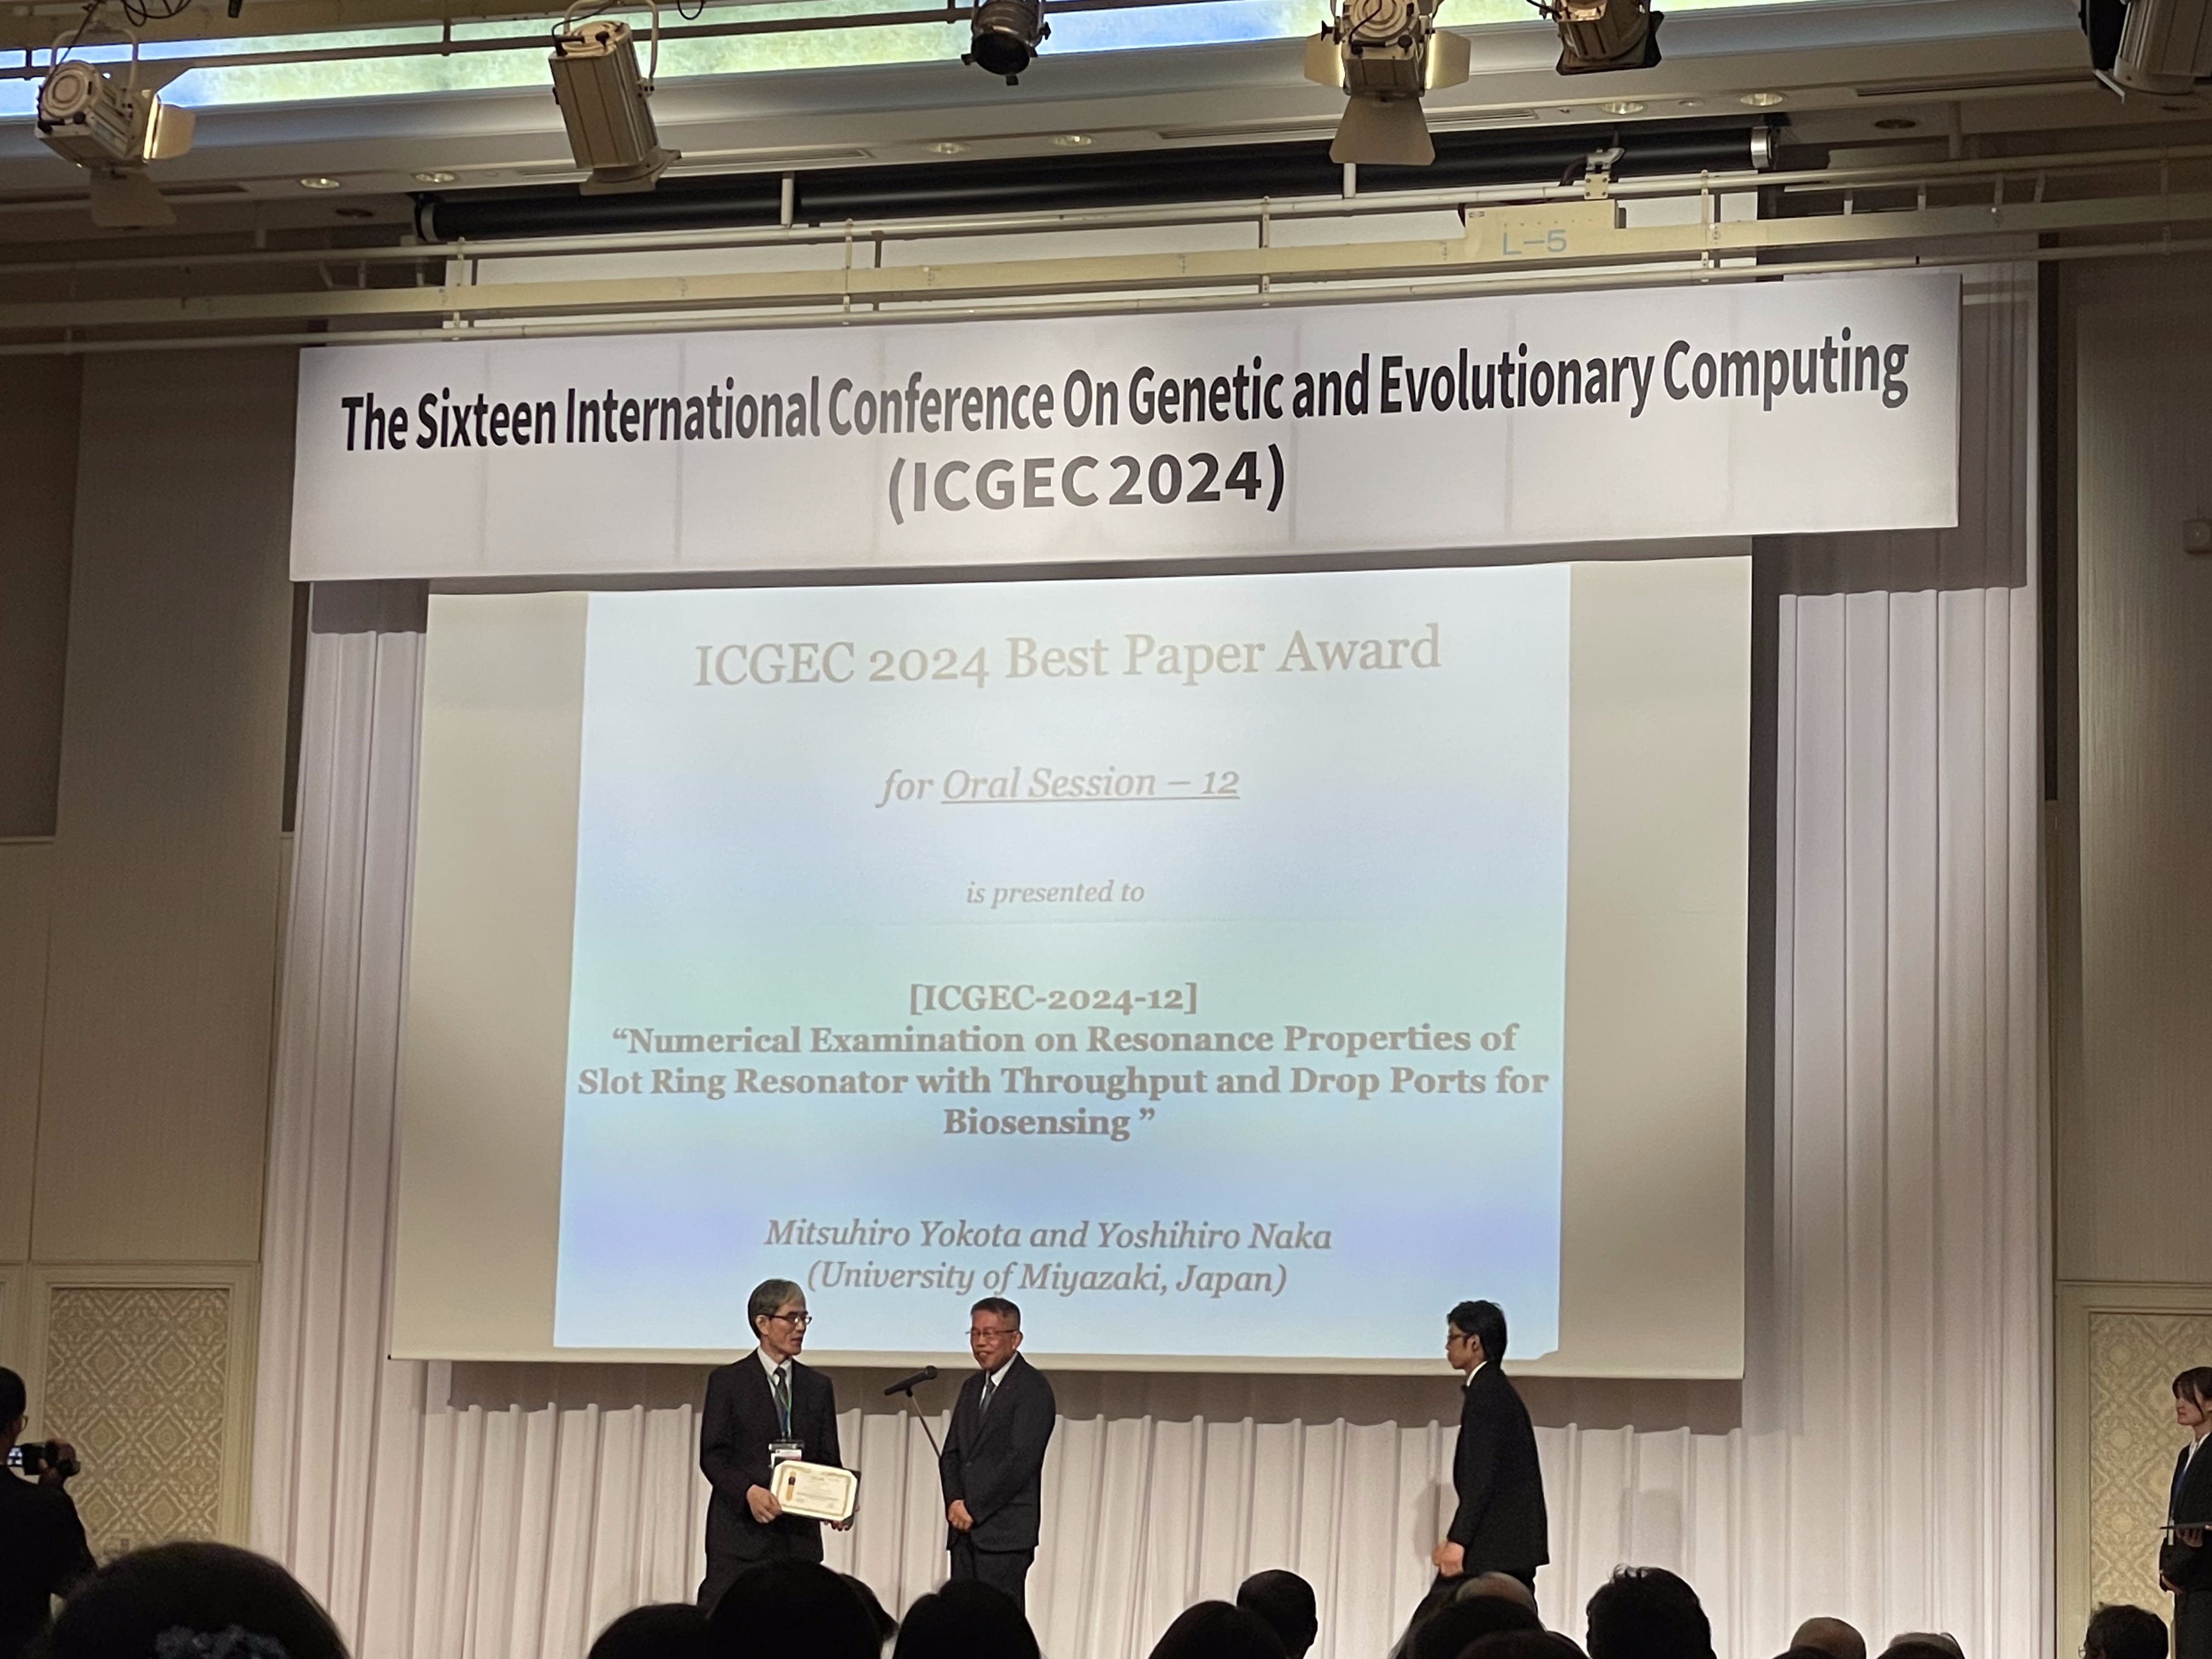 L-5
The Sixteen International Conference On Genetic and Evolutionary Computing
(ICGEC2024)
ICGEC 2024 Best Paper Award
for Oral Session – 12
is presented to
[ICGEC-2024-12]
“Numerical Examination on Resonance Properties of
Slot Ring Resonator with Throughput and Drop Ports for
Biosensing ”
Mitsuhiro Yokota and Yoshihiro Naka
(University of Miyazaki, Japan)